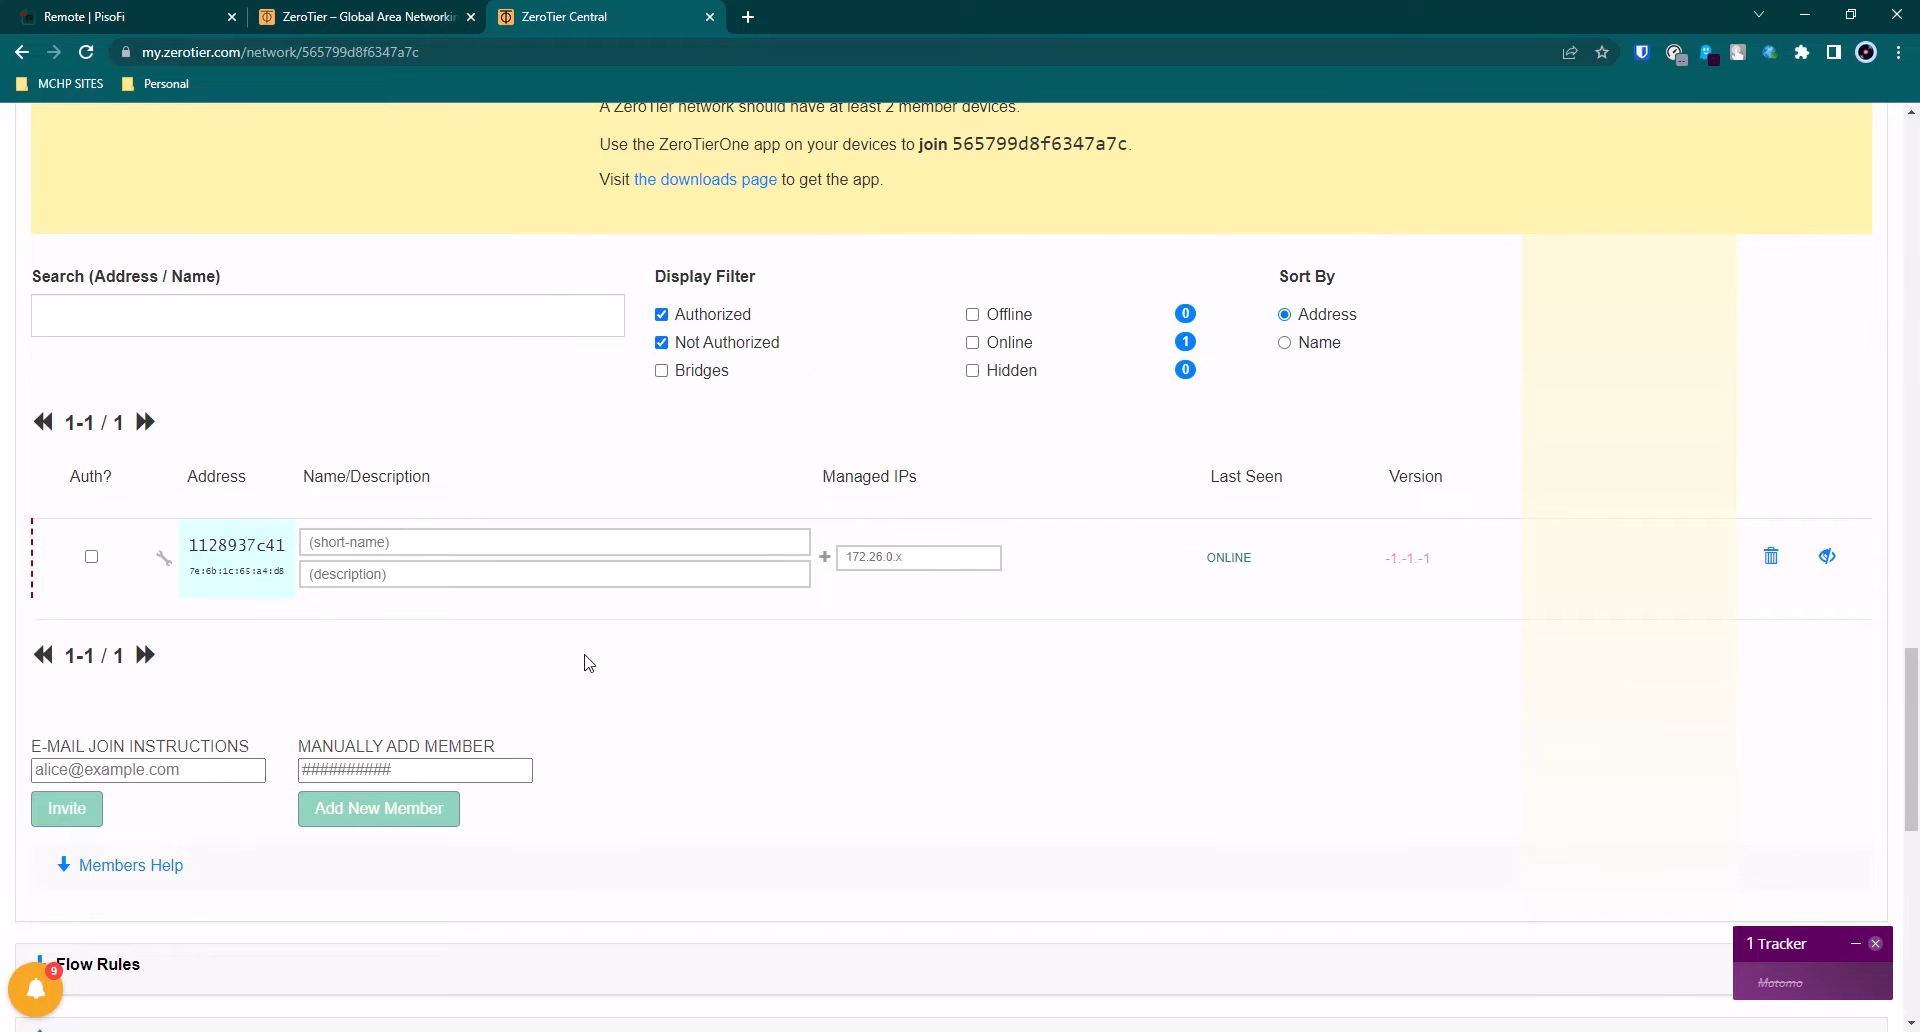 Remote | PisoFi
ZeroTier – Global Area Networkin
ZeroTier Central
my.zerotier.com/network/565799d8f6347a7c
MCHP SITES
Personal
A ZeroTier network should have at least 2 member devices.
Use the ZeroTierOne app on your devices to join 565799d8f6347a7c.
Visit the downloads page to get the app.
Search (Address / Name)
Display Filter
Sort By
Authorized
Offline
0
Address
Not Authorized
Online
1
Name
Bridges
Hidden
0
1-1 / 1
Auth?
Address
Name/Description
Managed IPs
Last Seen
Version
1128937c41
7e:6b:1c:65:a4:d8
(short-name)
(description)
172.26.0.x
ONLINE
-1.-1.-1
1-1 / 1
E-MAIL JOIN INSTRUCTIONS
MANUALLY ADD MEMBER
alice@example.com
##########
Invite
Add New Member
Members Help
1 Tracker
Matomo
Flow Rules
9